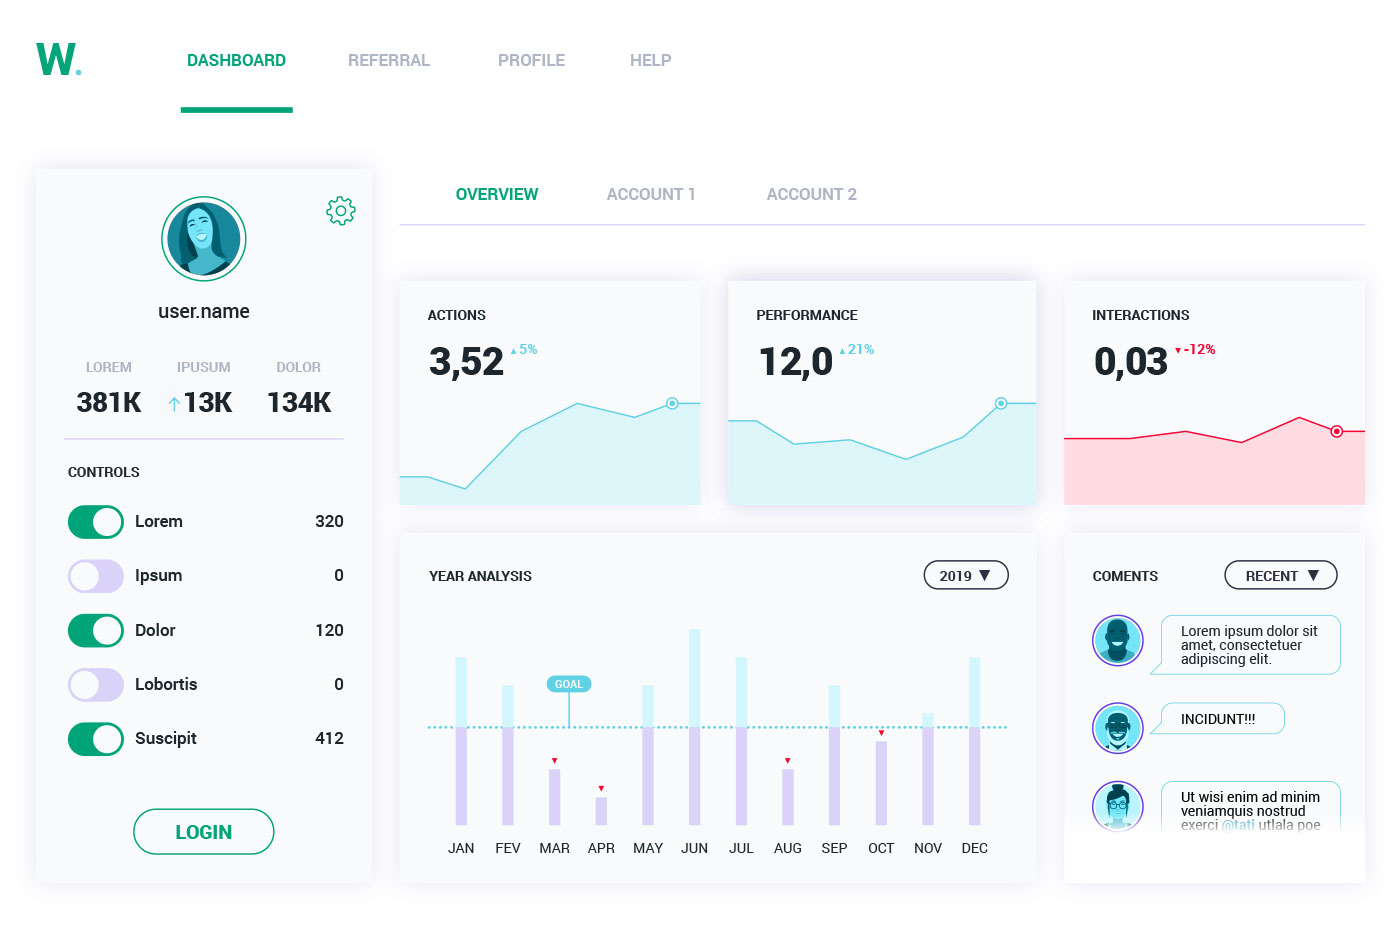 W.
DASHBOARD REFERRAL PROFILE HELP
user.name
LOREM IPUSUM DOLOR
381K ↑13K 134K
CONTROLS
Lorem 320
Ipsum 0
Dolor 120
Lobortis 0
Suscipit 412
LOGIN
OVERVIEW ACCOUNT 1 ACCOUNT 2
ACTIONS
3,52 ▲5%
PERFORMANCE
12,0 ▲21%
INTERACTIONS
0,03 ▼-12%
YEAR ANALYSIS 2019 ▼
GOAL
JAN FEV MAR APR MAY JUN JUL AUG SEP OCT NOV DEC
COMENTS RECENT ▼
Lorem ipsum dolor sit
amet, consectetuer
adipiscing elit.
INCIDUNT!!!
Ut wisi enim ad minim
veniamquis nostrud
exerci @tati utlala poe